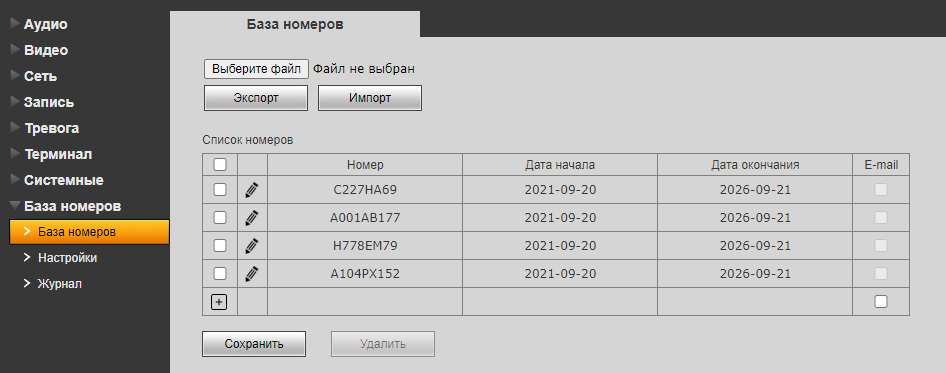 Аудио
Видео
Сеть
Запись
Тревога
Терминал
Системные
База номеров
База номеров
Настройки
Журнал
База номеров
Выберите файл Файл не выбран
Экспорт Импорт
Список номеров
Номер Дата начала Дата окончания E-mail
C227HA69 2021-09-20 2026-09-21
A001AB177 2021-09-20 2026-09-21
H778EM79 2021-09-20 2026-09-21
A104PX152 2021-09-20 2026-09-21
Сохранить Удалить